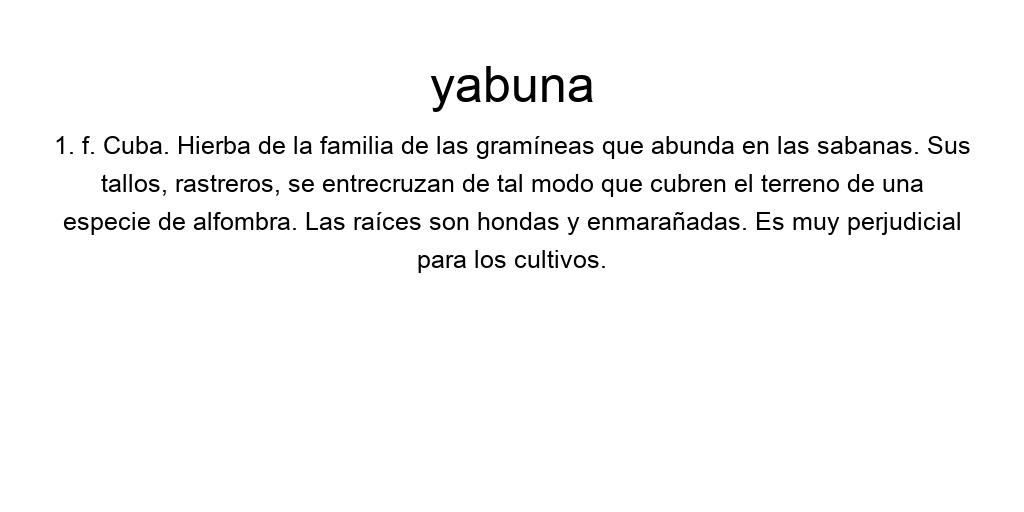 yabuna
1. f. Cuba. Hierba de la familia de las gramíneas que abunda en las sabanas. Sus
tallos, rastreros, se entrecruzan de tal modo que cubren el terreno de una
especie de alfombra. Las raíces son hondas y enmarañadas. Es muy perjudicial
para los cultivos.